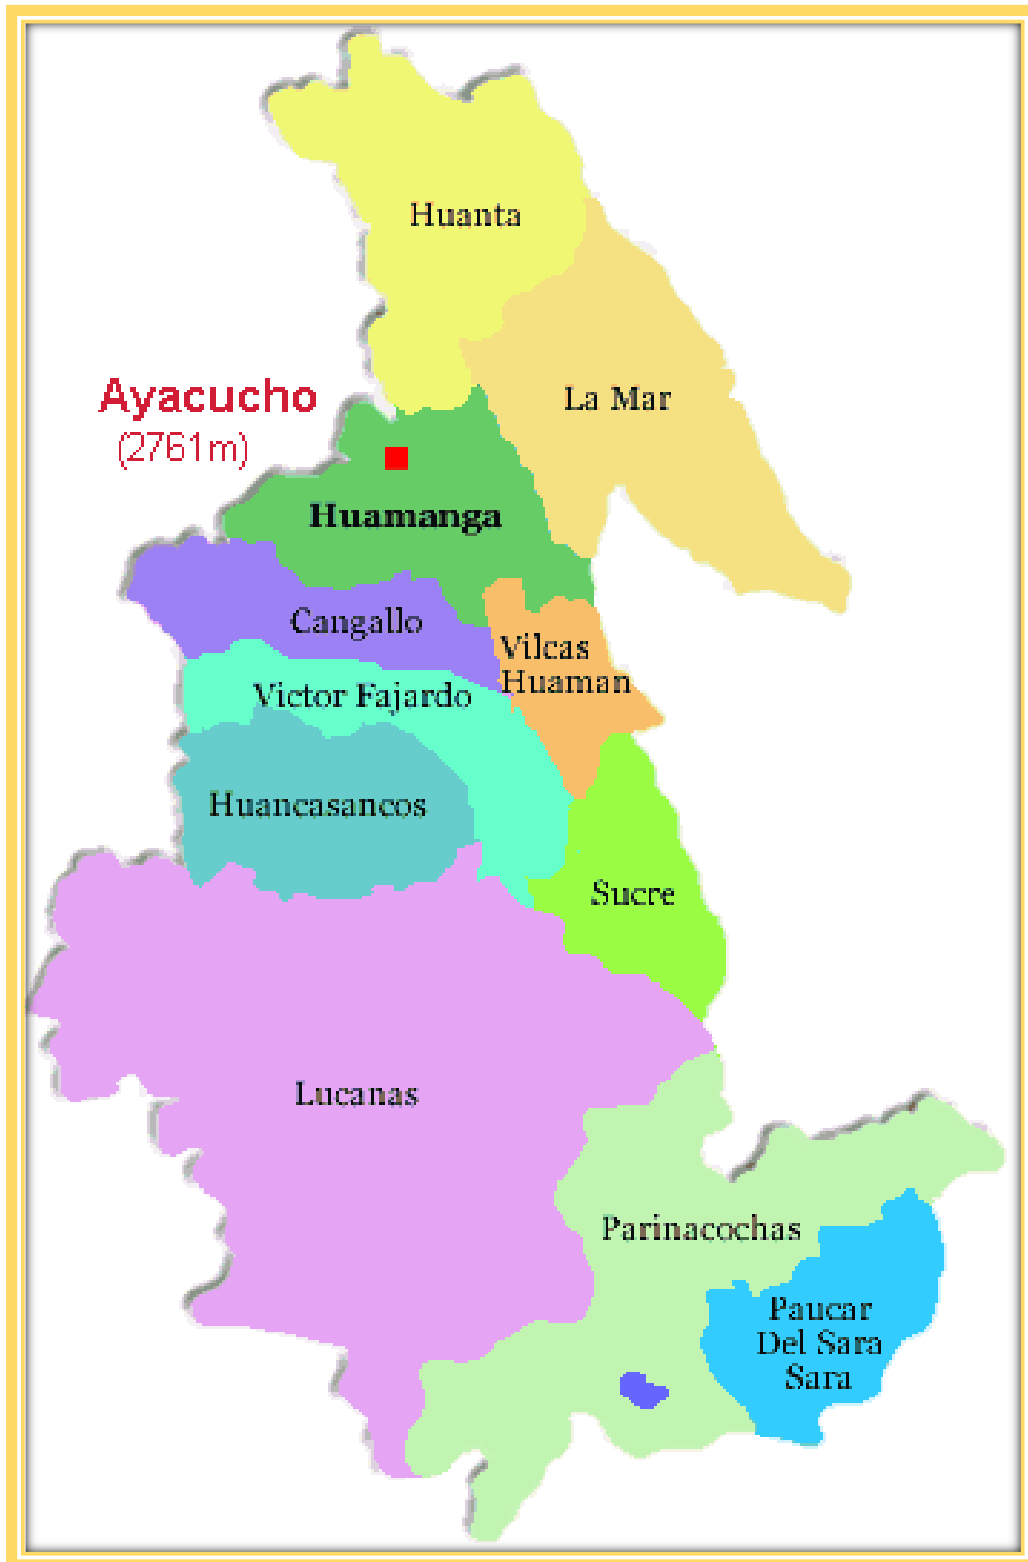 Huanta
La Mar
Ayacucho
(2761m)
Huamanga
Cangallo
Vilcas
Huaman
Victor Fajardo
Huancasancos
Sucre
Lucanas
Parinacochas
Paucar
Del Sara
Sara